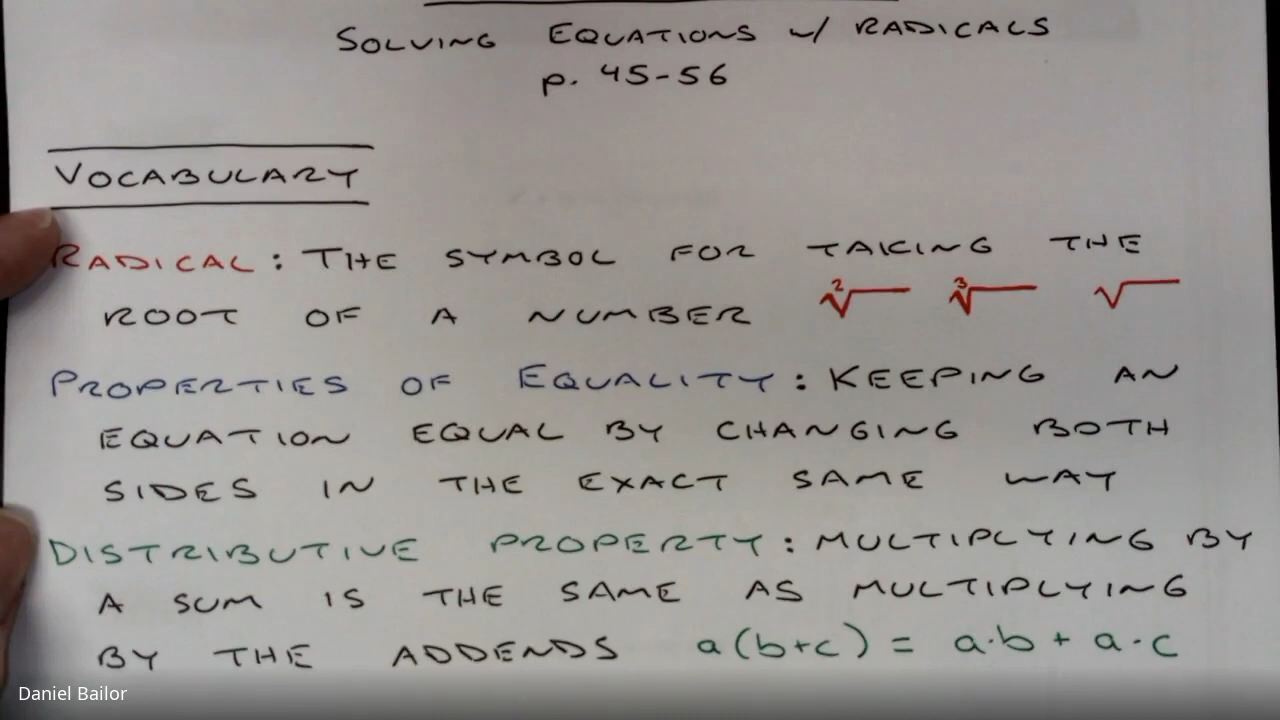 SOLVING EQUATIONS W/ RADICALS
p. 45-56
VOCABULARY
RADICAL: THE SYMBOL FOR TAKING THE
ROOT OF A NUMBER ²√ ³√ √
PROPERTIES OF EQUALITY: KEEPING AN
EQUATION EQUAL BY CHANGING BOTH
SIDES IN THE EXACT SAME WAY
DISTRIBUTIVE PROPERTY: MULTIPLYING BY
A SUM IS THE SAME AS MULTIPLYING
BY THE ADDENDS a(b+c) = a·b + a·c
Daniel Bailor